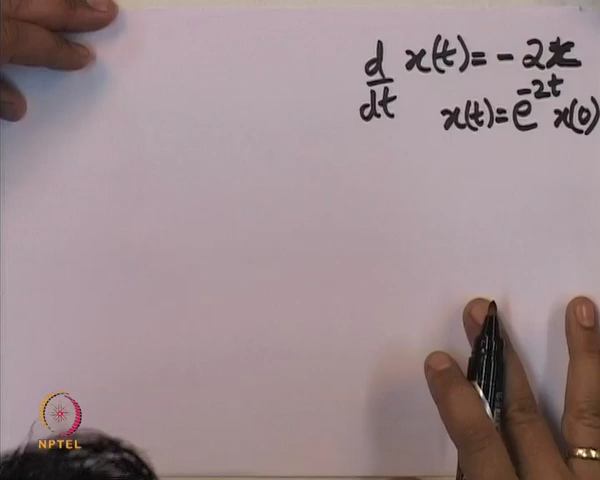 d/dt x(t) = - 2x
x(t) = e^{-2t} x(0)
NPTEL